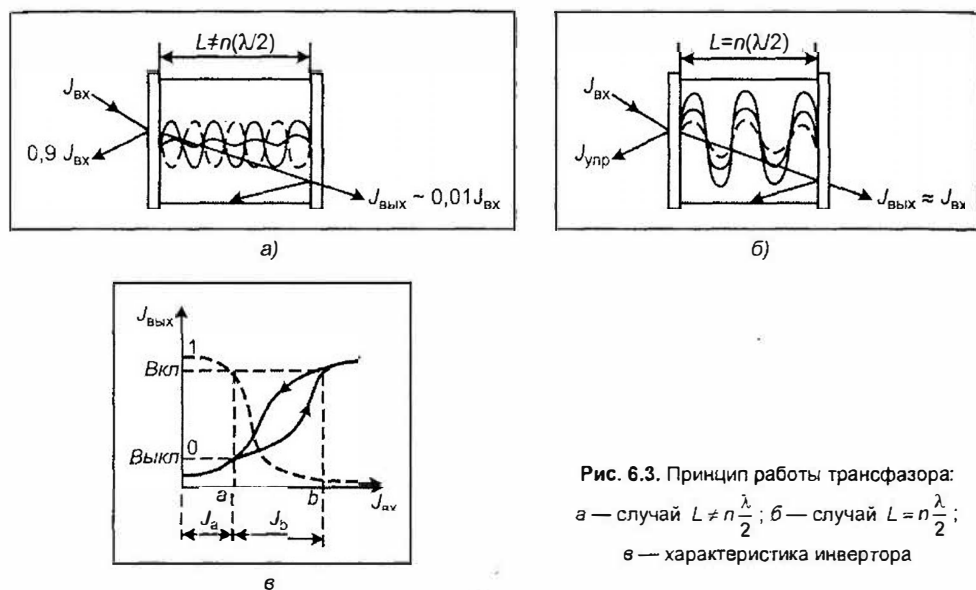 L≠n(λ/2)
Jвх
0,9 Jвх
Jвых ~ 0,01Jвх
а)
L=n(λ/2)
Jвх
Jупр
Jвых ≈ Jвх
б)
Jвых
1
Вкл
0
Выкл
a
b
Jвх
Ja
Jb
в
Рис. 6.3. Принцип работы трансфазора:
а — случай L ≠ n λ/2 ; б — случай L = n λ/2 ;
в — характеристика инвертора